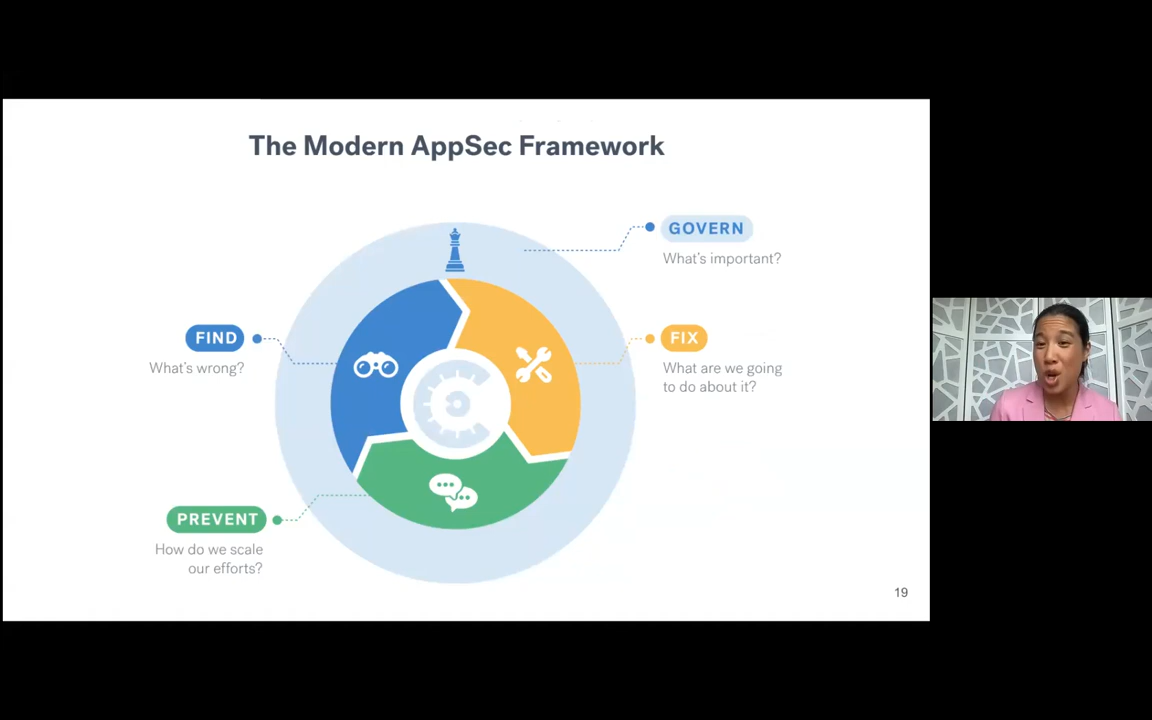 The Modern AppSec Framework
GOVERN
What's important?
FIND
What's wrong?
FIX
What are we going
to do about it?
PREVENT
How do we scale
our efforts?
19